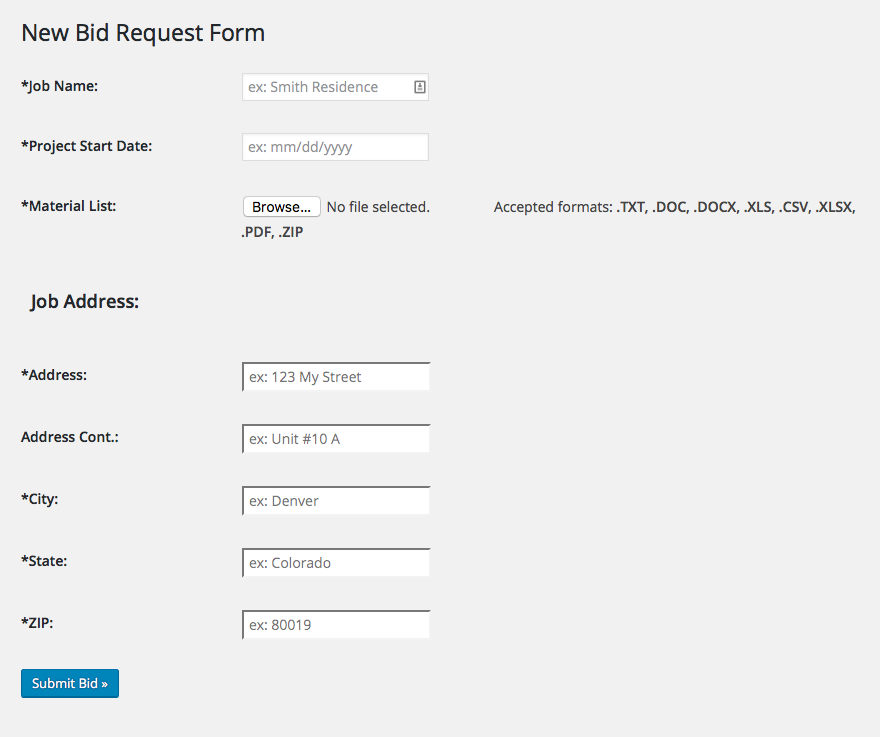 New Bid Request Form
*Job Name: ex: Smith Residence
*Project Start Date: ex: mm/dd/yyyy
*Material List: Browse... No file selected. Accepted formats: .TXT, .DOC, .DOCX, .XLS, .CSV, .XLSX,
.PDF, .ZIP
Job Address:
*Address: ex: 123 My Street
Address Cont.: ex: Unit #10 A
*City: ex: Denver
*State: ex: Colorado
*ZIP: ex: 80019
Submit Bid »